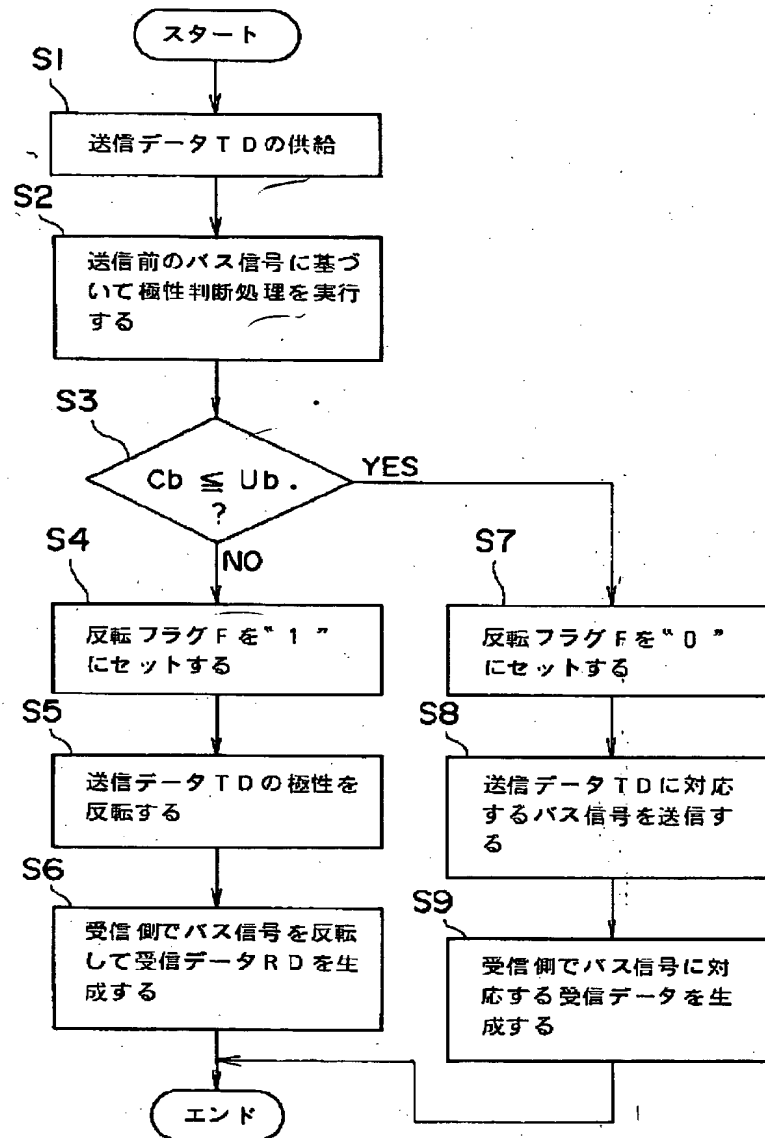 スタート
S1
送信データTDの供給
S2
送信前のバス信号に基づ
いて極性判断処理を実行
する
S3
Cb ≦ Ub.
?
YES
NO
S4
反転フラグFを“1”
にセットする
S5
送信データTDの極性を
反転する
S6
受信側でバス信号を反転
して受信データRDを生
成する
S7
反転フラグFを“0”
にセットする
S8
送信データTDに対応
するバス信号を送信す
る
S9
受信側でバス信号に対
応する受信データを生
成する
エンド